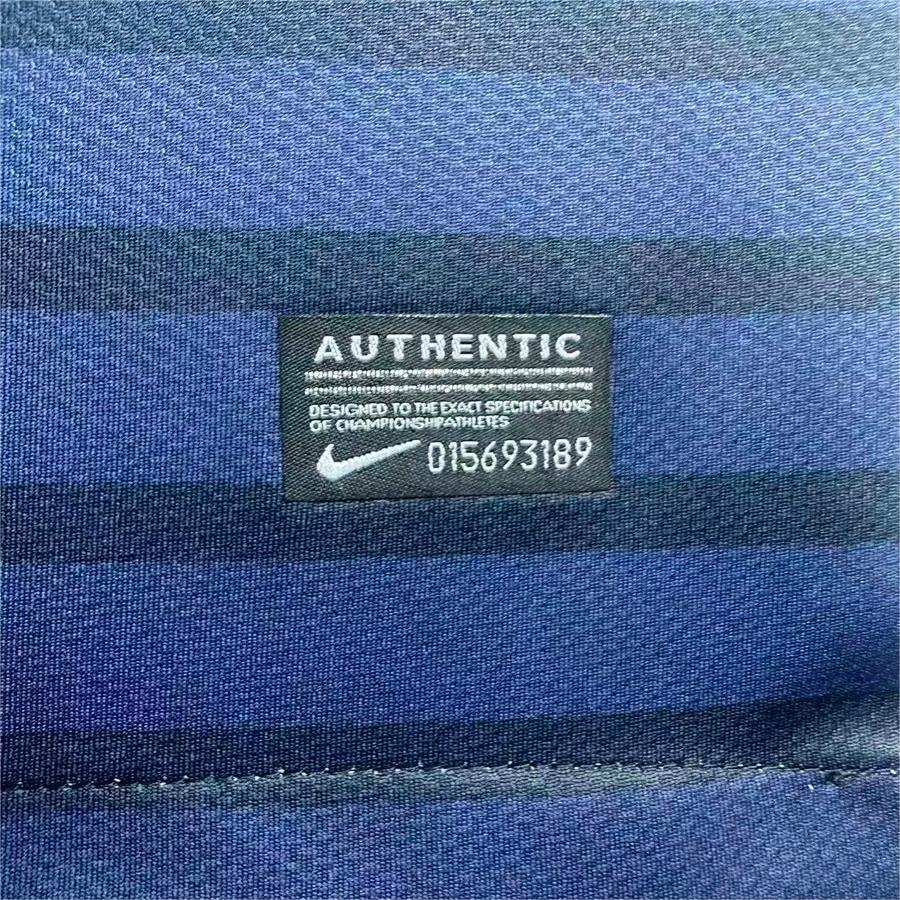 AUTHENTIC
DESIGNED TO THE EXACT SPECIFICATIONS
OF CHAMPIONSHIPATHLETES
015693189